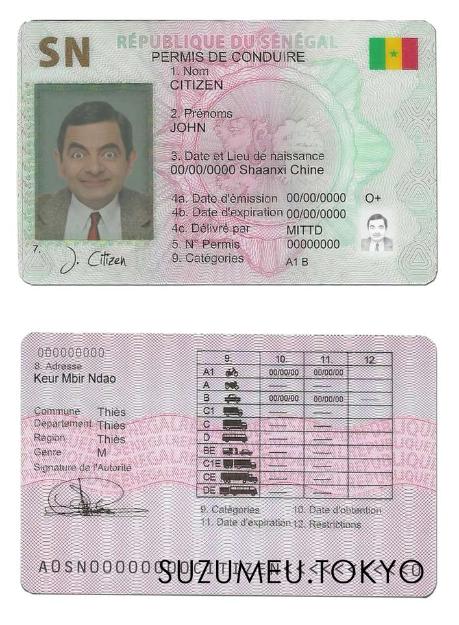 SN
RÉPUBLIQUE DU SÉNÉGAL
PERMIS DE CONDUIRE
1. Nom
CITIZEN
2. Prénoms
JOHN
3. Date et Lieu de naissance
00/00/0000 Shaanxi Chine
4a. Date d'émission 00/00/0000 O+
4b. Date d'expiration 00/00/0000
4c. Délivré par MITTD
5. N° Permis 00000000
9. Catégories A1 B
7.
J. Citizen
000000000
8. Adresse
Keur Mbir Ndao
Commune Thiès
Département Thiès
Région Thiès
Genre M
Signature de l'Autorité
9. 10. 11. 12.
A1 00/00/00 00/00/00
A
B 00/00/00 00/00/00
C1
C
D
BE
C1E
CE
DE
9. Catégories 10. Date d'obtention
11. Date d'expiration 12. Restrictions
SUZUMEU.TOKYO